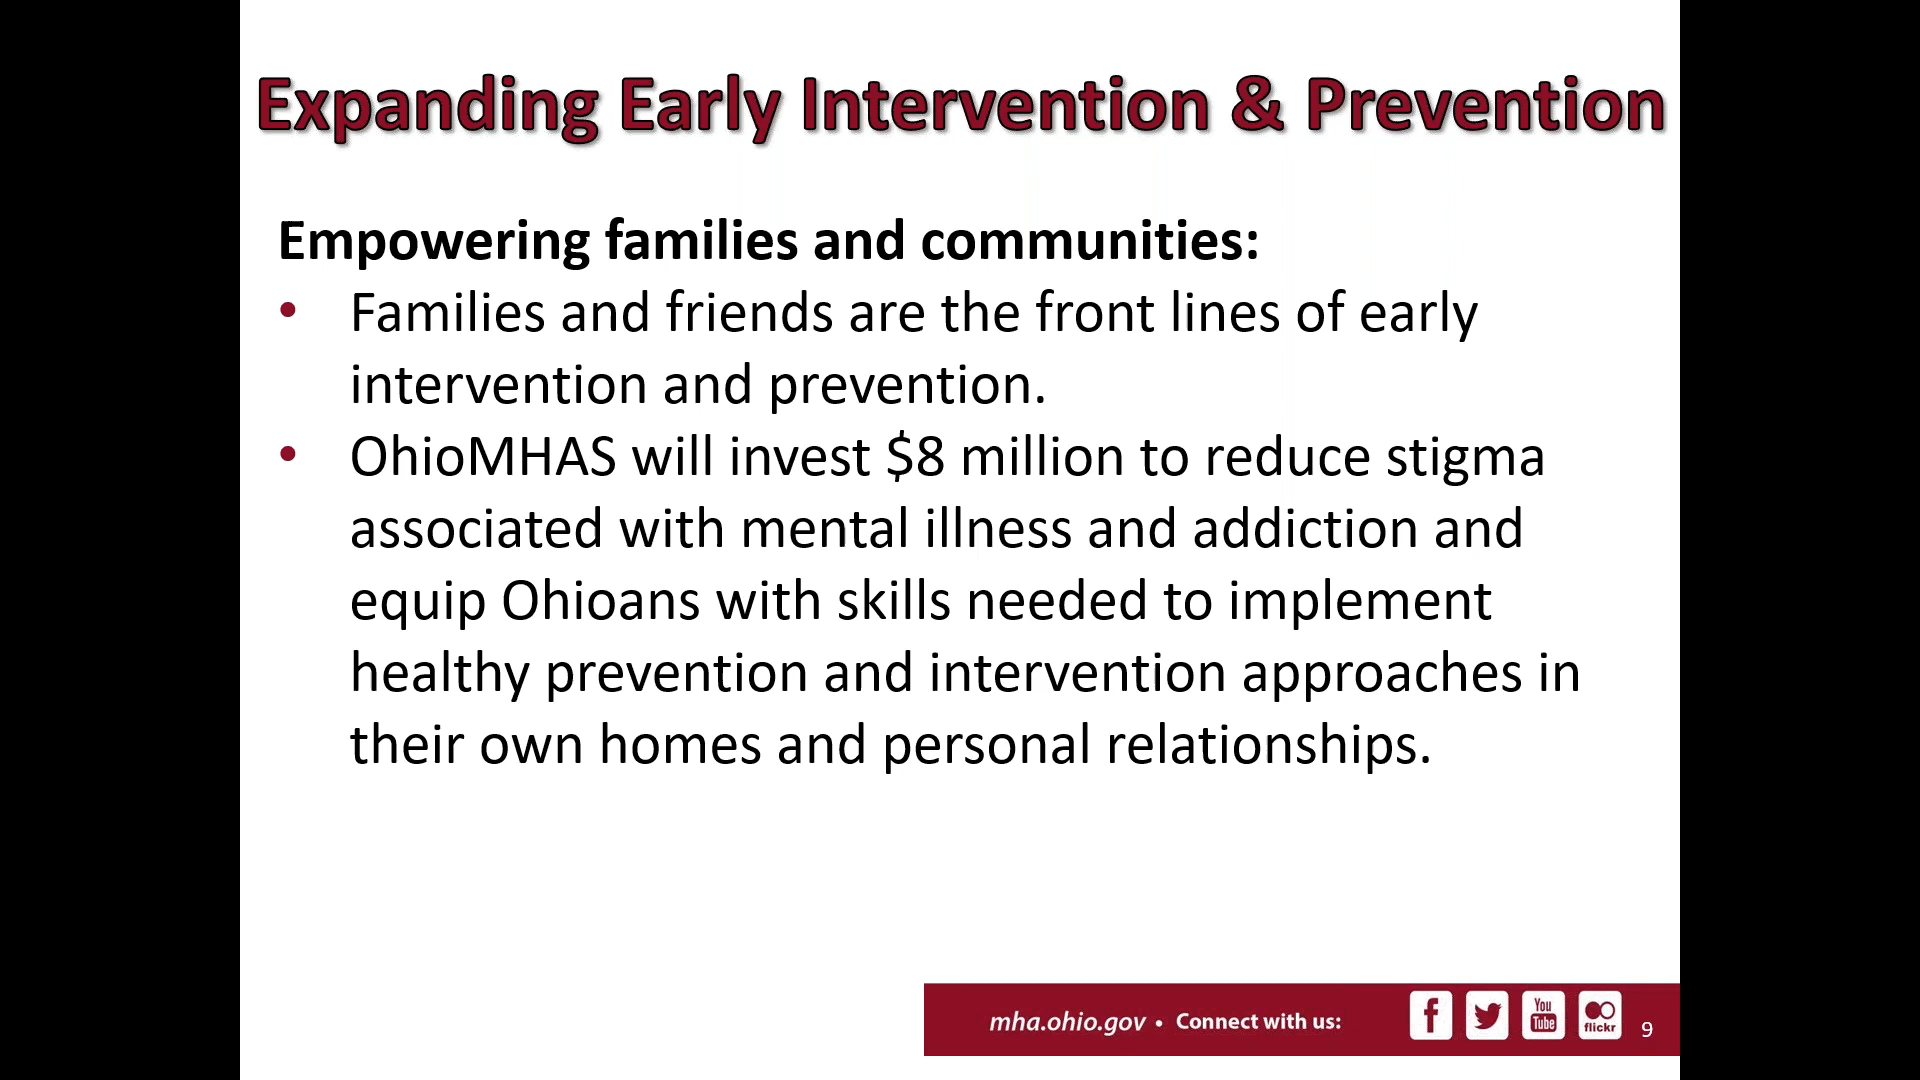 Expanding Early Intervention & Prevention
Empowering families and communities:
• Families and friends are the front lines of early
intervention and prevention.
• OhioMHAS will invest $8 million to reduce stigma
associated with mental illness and addiction and
equip Ohioans with skills needed to implement
healthy prevention and intervention approaches in
their own homes and personal relationships.
mha.ohio.gov • Connect with us: f You Tube flickr 9